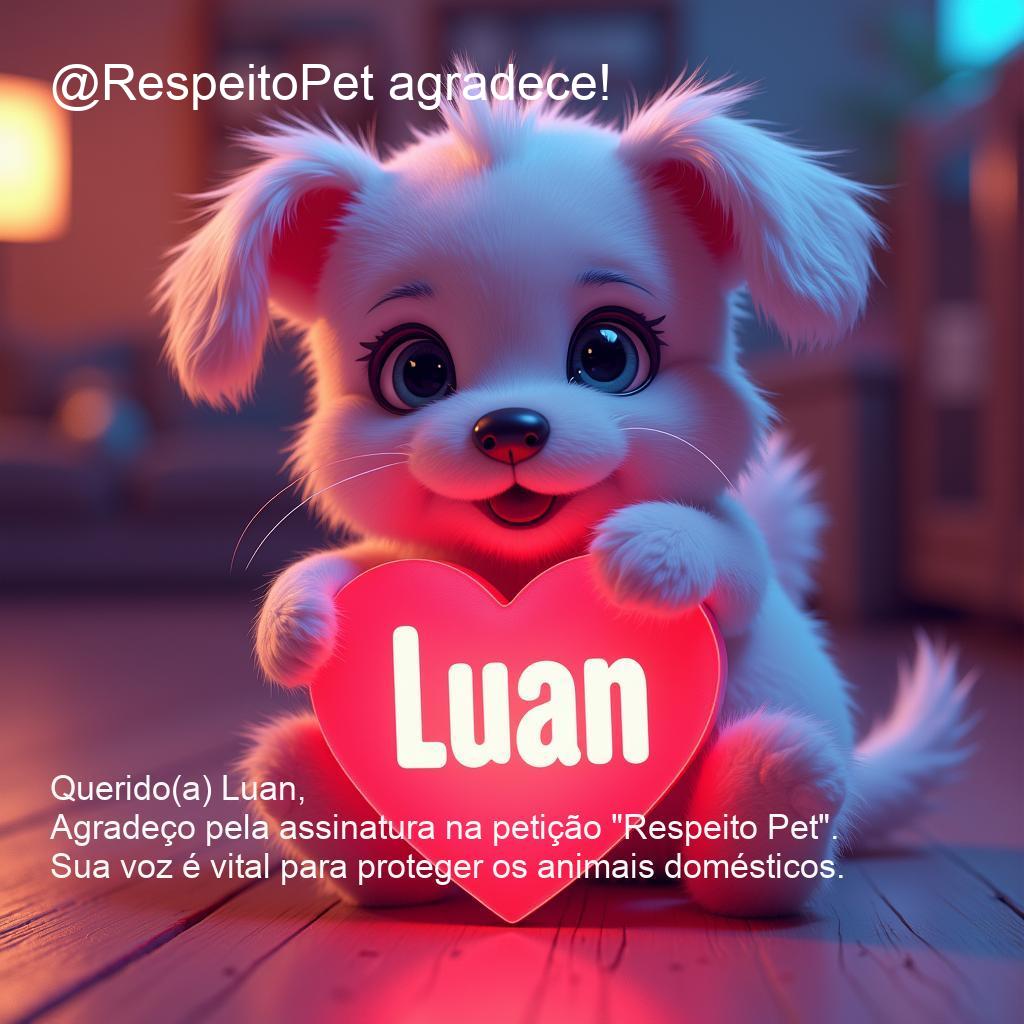 @RespeitoPet agradece!
Luan
Querido(a) Luan,
Agradeço pela assinatura na petição "Respeito Pet".
Sua voz é vital para proteger os animais domésticos.